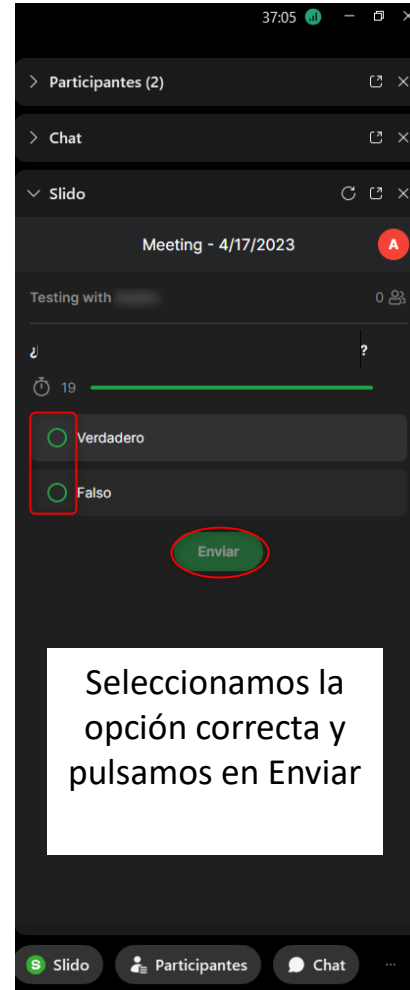 37:05
Participantes (2)
Chat
Slido
Meeting - 4/17/2023
A
Testing with
0
¿ ?
19
Verdadero
Falso
Enviar
Seleccionamos la
opción correcta y
pulsamos en Enviar
S Slido Participantes Chat ...